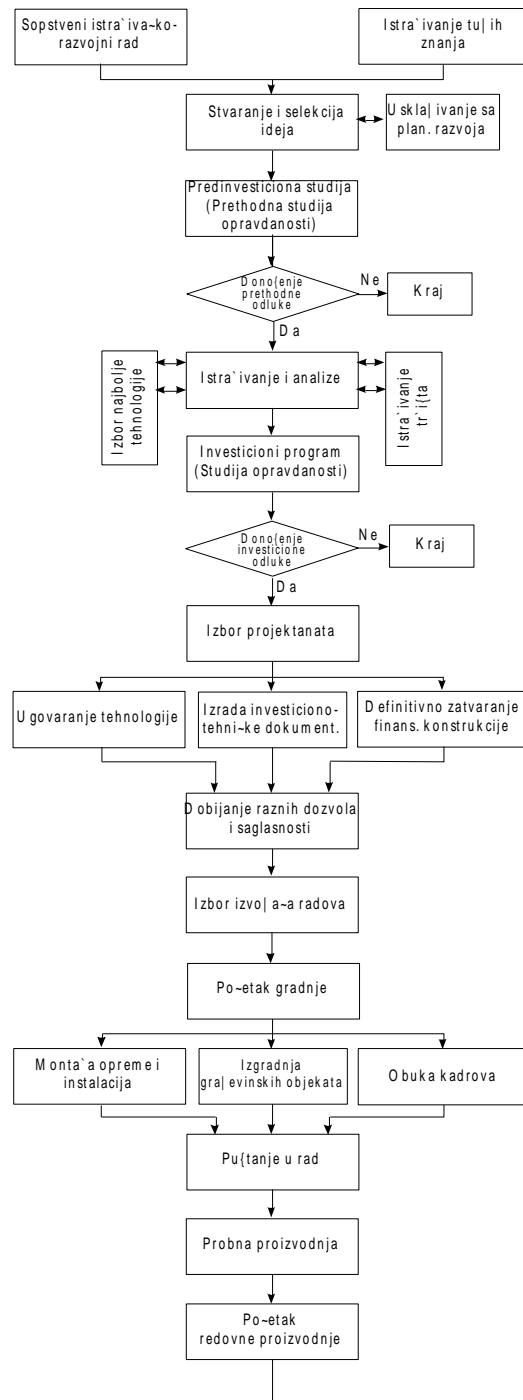 Sopstveni istra`iva~ko-
razvojni rad
Istra`ivanje tu|ih
znanja
Stvaranje i selekcija
ideja
Uskla|ivanje sa
plan. razvoja
Predinvesticiona studija
(Prethodna studija
opravdanosti)
Dono{enje
prethodne
odluke
Ne
Kraj
Da
Izbor najbolje
tehnologije
Istra`ivanje i analize
Istra`ivanje
tr`i{ta
Investicioni program
(Studija opravdanosti)
Dono{enje
investicione
odluke
Ne
Kraj
Da
Izbor projektanata
Ugovaranje tehnologije
Izrada investiciono-
tehni~ke dokument.
Definitivno zatvaranje
finans. konstrukcije
Dobijanje raznih dozvola
i saglasnosti
Izbor izvo|a~a radova
Po~etak gradnje
Monta`a opreme i
instalacija
Izgradnja
gra|evinskih objekata
Obuka kadrova
Pu{tanje u rad
Probna proizvodnja
Po~etak
redovne proizvodnje